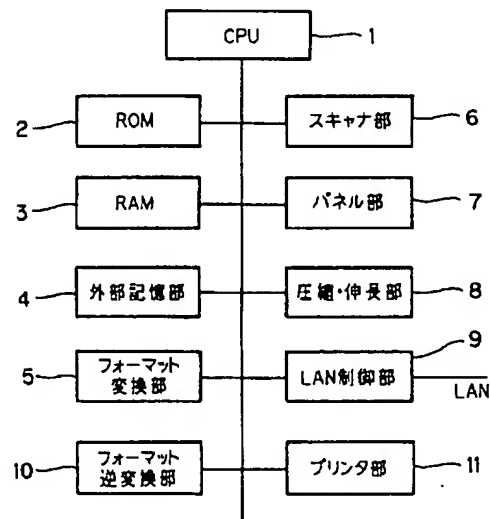 CPU
1
2
ROM
スキャナ部
6
3
RAM
パネル部
7
4
外部記憶部
圧縮・伸長部
8
5
フォーマット
変換部
LAN制御部
9
LAN
10
フォーマット
逆変換部
プリンタ部
11